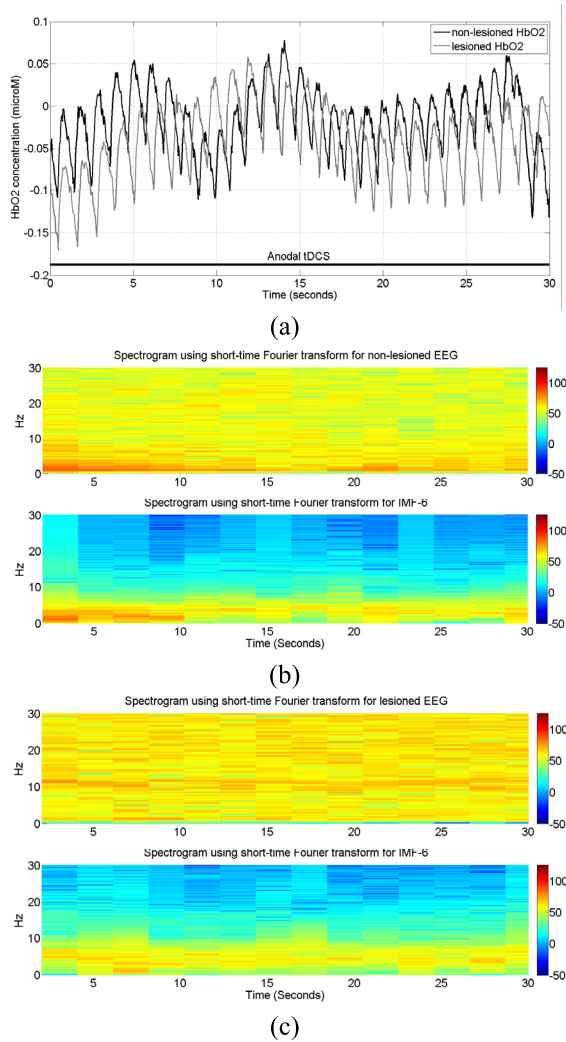 0.1
0.05
0
-0.05
-0.1
-0.15
-0.2
HbO2 concentration (microM)
non-lesioned HbO2
lesioned HbO2
Anodal tDCS
0 5 10 15 20 25 30
Time (seconds)
(a)
Spectrogram using short-time Fourier transform for non-lesioned EEG
30
20
10
0
Hz
5 10 15 20 25 30
100
50
0
-50
Spectrogram using short-time Fourier transform for IMF-6
30
20
10
0
Hz
5 10 15 20 25 30
Time (Seconds)
100
50
0
-50
(b)
Spectrogram using short-time Fourier transform for lesioned EEG
30
20
10
0
Hz
5 10 15 20 25 30
100
50
0
-50
Spectrogram using short-time Fourier transform for IMF-6
30
20
10
0
Hz
5 10 15 20 25 30
Time (Seconds)
100
50
0
-50
(c)